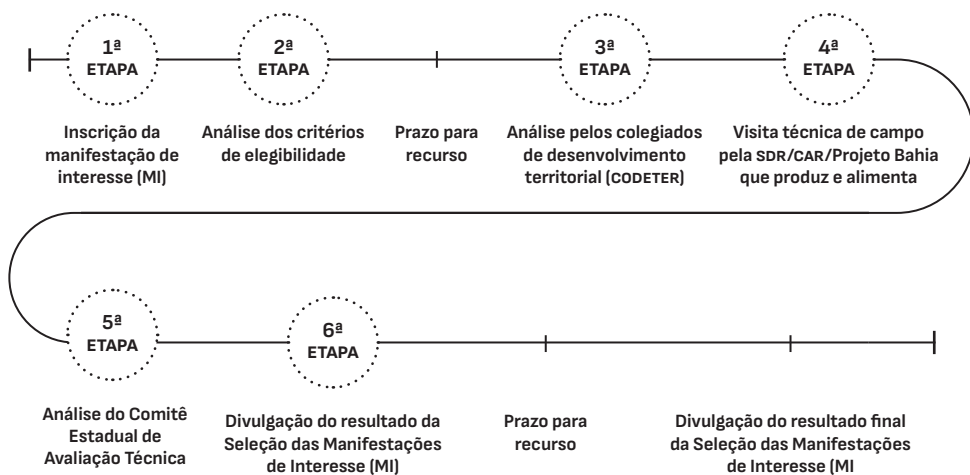 1ª
ETAPA
2ª
ETAPA
3ª
ETAPA
4ª
ETAPA
Inscrição da
manifestação de
interesse (MI)
Análise dos critérios
de elegibilidade
Prazo para
recurso
Análise pelos colegiados
de desenvolvimento
territorial (CODETER)
Visita técnica de campo
pela SDR/CAR/Projeto Bahia
que produz e alimenta
5ª
ETAPA
6ª
ETAPA
Análise do Comitê
Estadual de
Avaliação Técnica
Divulgação do resultado da
Seleção das Manifestações
de Interesse (MI)
Prazo para
recurso
Divulgação do resultado final
da Seleção das Manifestações
de Interesse (MI